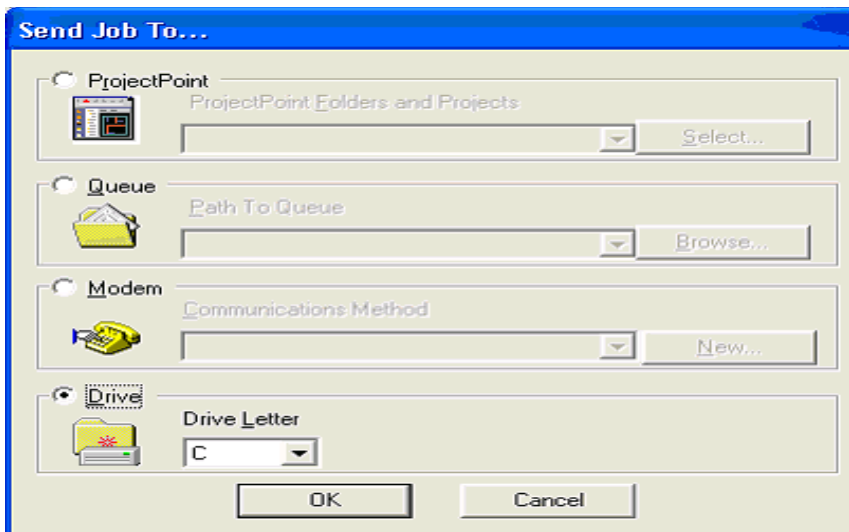 Send Job To...
ProjectPoint
ProjectPoint Folders and Projects
Select...
Queue
Path To Queue
Browse...
Modem
Communications Method
New...
Drive
Drive Letter
C
OK Cancel